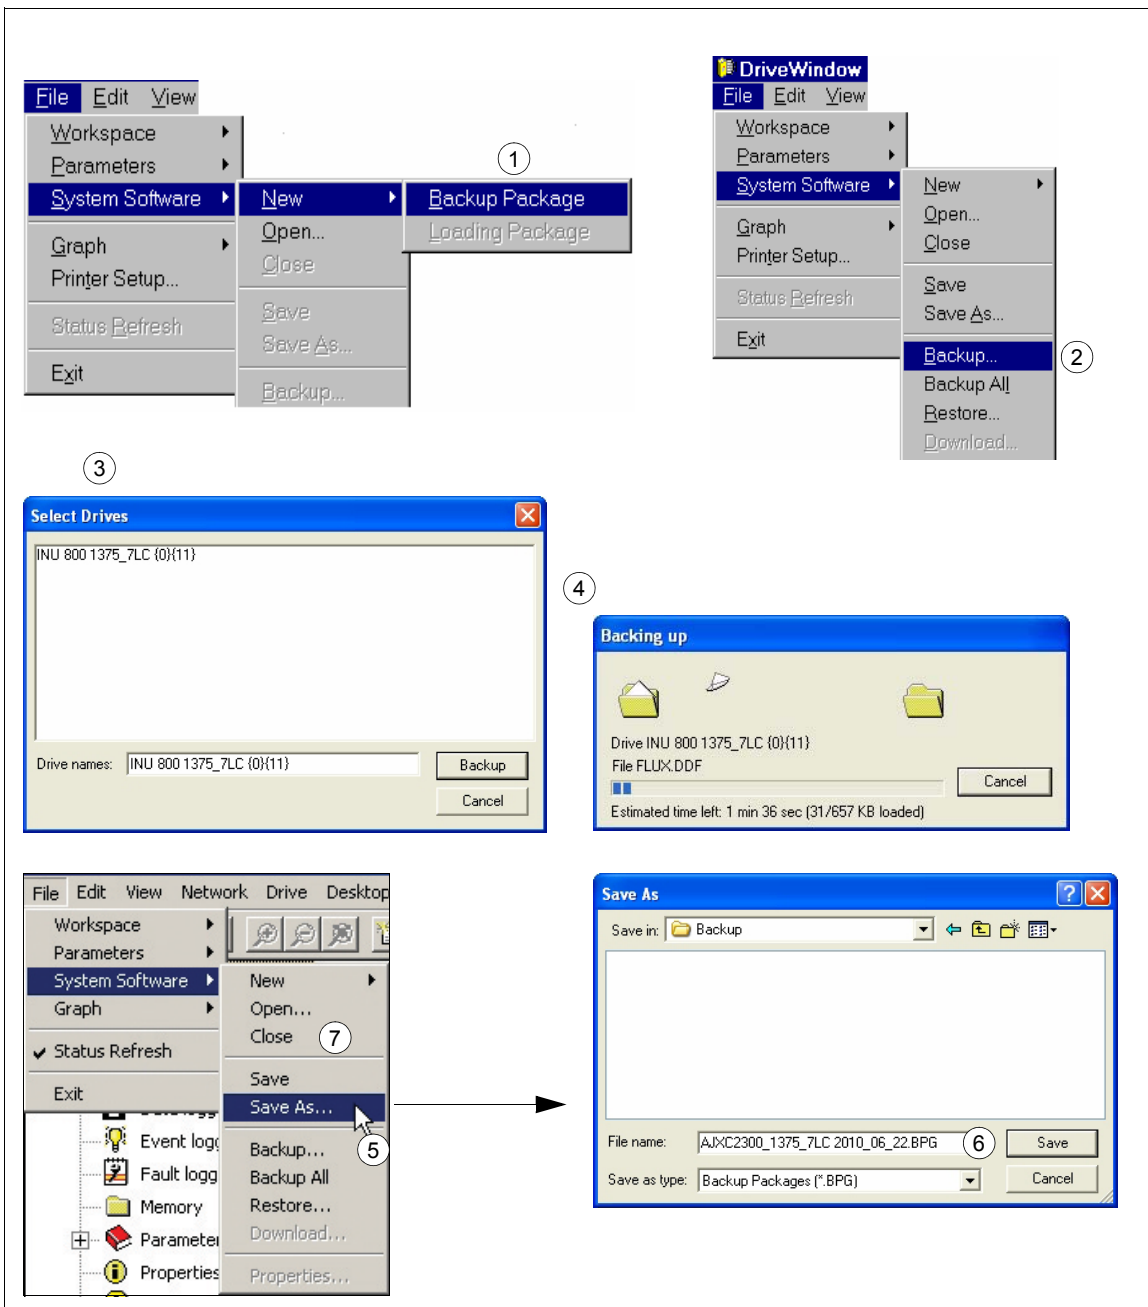 File Edit View
Workspace
Parameters
System Software
Graph
Printer Setup...
Status Refresh
Exit
New
Open...
Close
Save
Save As...
Backup...
1
Backup Package
Loading Package
DriveWindow
File Edit View
Workspace
Parameters
System Software
Graph
Printer Setup...
Status Refresh
Exit
New
Open...
Close
Save
Save As...
Backup...
2
Backup All
Restore...
Download...
3
Select Drives
INU 800 1375_7LC {0}{11}
Drive names: INU 800 1375_7LC {0}{11}
Backup
Cancel
4
Backing up
Drive INU 800 1375_7LC {0}{11}
File FLUX.DDF
Cancel
Estimated time left: 1 min 36 sec (31/657 KB loaded)
File Edit View Network Drive Desktop
Workspace
Parameters
System Software
Graph
Status Refresh
Exit
New
Open...
Close
7
Save
Save As...
5
Backup...
Backup All
Restore...
Download...
Properties...
Event logg
Fault logg
Memory
Parameter
Properties
Save As
Save in: Backup
File name: AJXC2300_1375_7LC 2010_06_22.BPG
6
Save
Save as type: Backup Packages (*.BPG)
Cancel